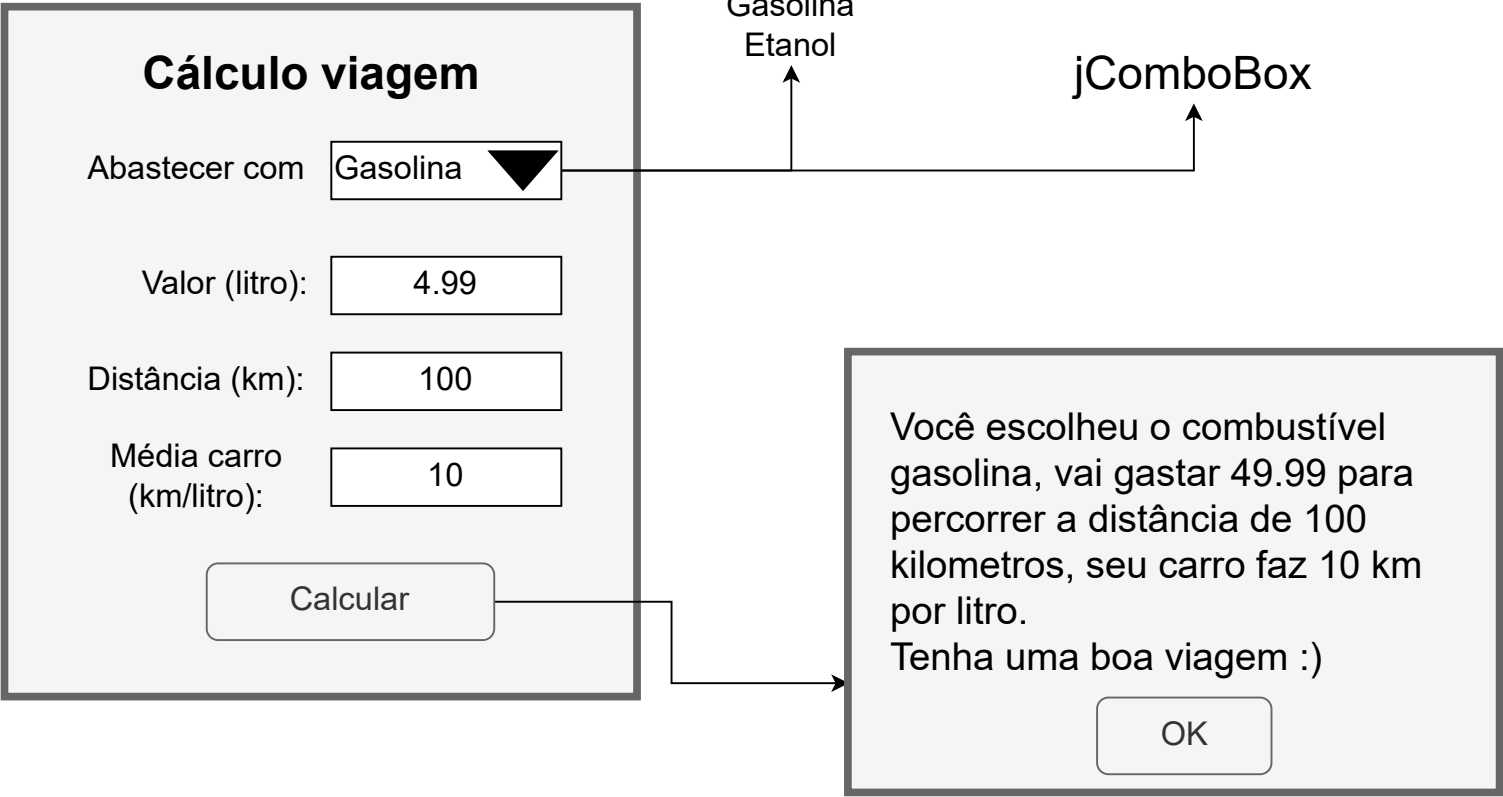 Gasolina
Etanol
jComboBox
Cálculo viagem
Abastecer com
Gasolina
Valor (litro):
4.99
Distância (km):
100
Média carro
(km/litro):
10
Calcular
Você escolheu o combustível
gasolina, vai gastar 49.99 para
percorrer a distância de 100
kilometros, seu carro faz 10 km
por litro.
Tenha uma boa viagem :)
OK